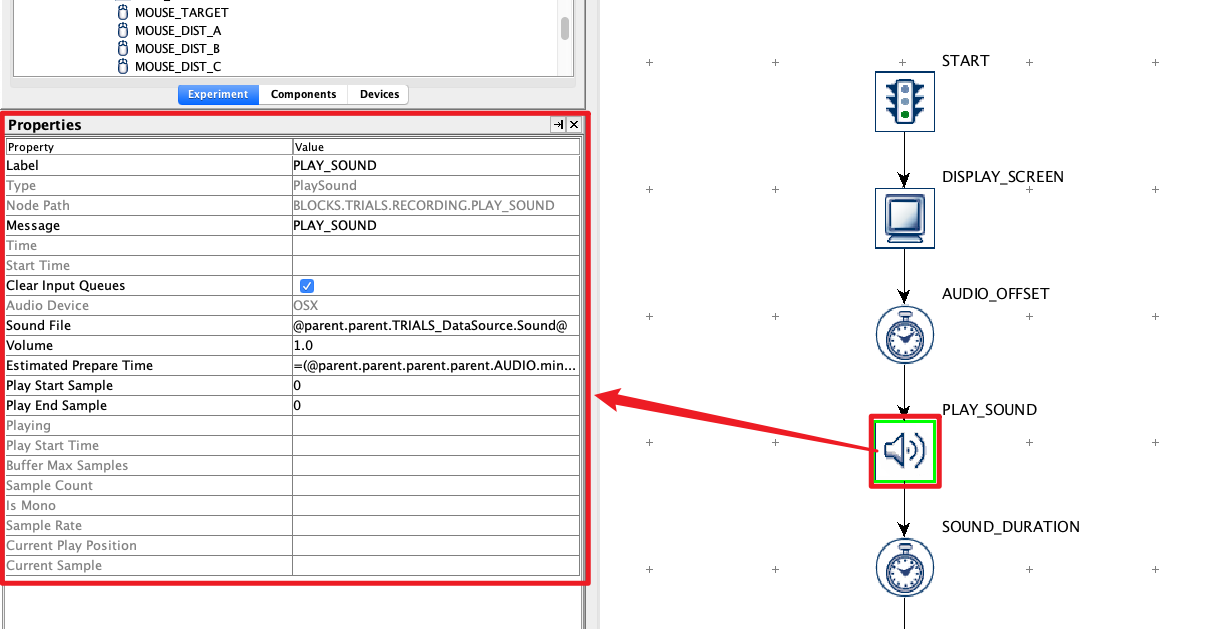 MOUSE_TARGET
MOUSE_DIST_A
MOUSE_DIST_B
MOUSE_DIST_C
Experiment Components Devices
Properties
Property Value
Label PLAY_SOUND
Type PlaySound
Node Path BLOCKS.TRIALS.RECORDING.PLAY_SOUND
Message PLAY_SOUND
Time
Start Time
Clear Input Queues
Audio Device OSX
Sound File @parent.parent.TRIALS_DataSource.Sound@
Volume 1.0
Estimated Prepare Time =(@parent.parent.parent.parent.AUDIO.min...
Play Start Sample 0
Play End Sample 0
Playing
Play Start Time
Buffer Max Samples
Sample Count
Is Mono
Sample Rate
Current Play Position
Current Sample
START
DISPLAY_SCREEN
AUDIO_OFFSET
PLAY_SOUND
SOUND_DURATION